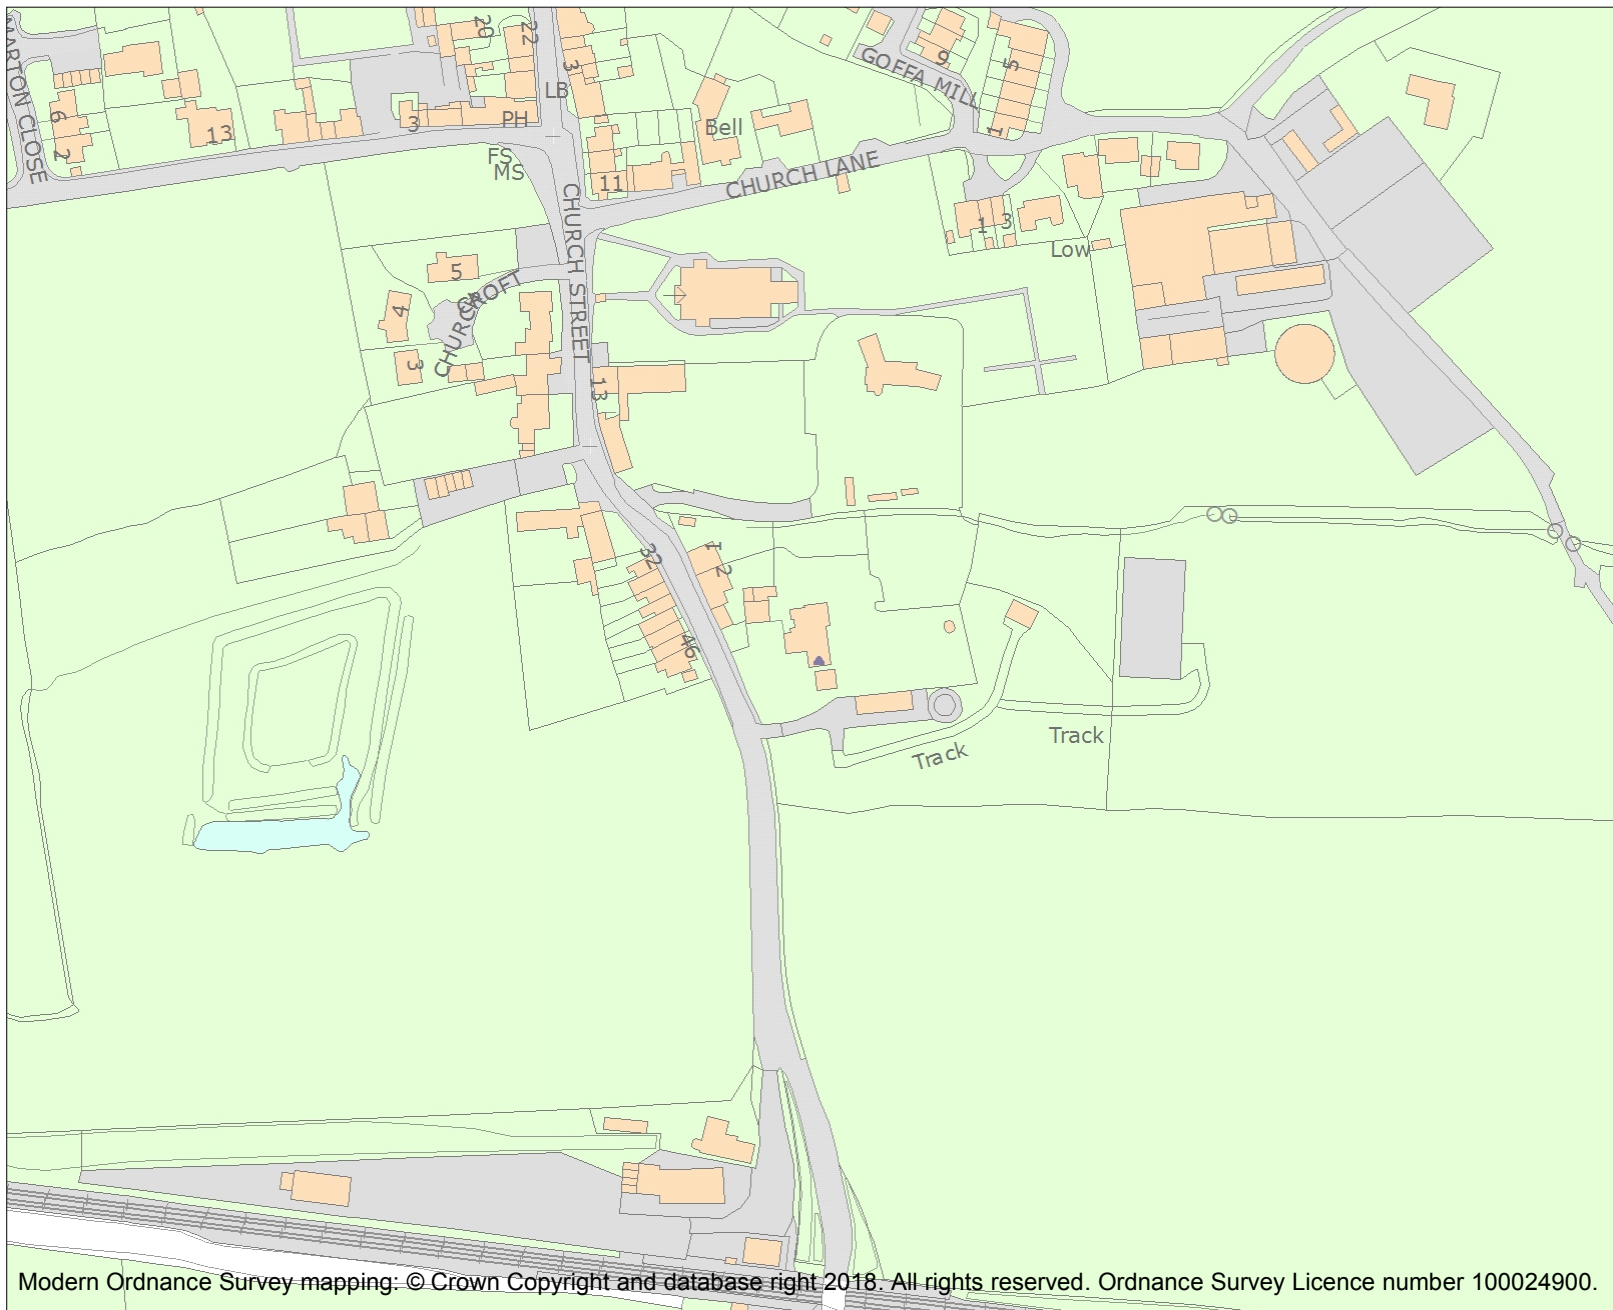 MARTON CLOSE
20
22
3
LB
9
GOFFA MILL
5
1
6
2
13
3
PH
FS
MS
11
Bell
CHURCH LANE
CHURCH STREET
1
3
Low
5
4
3
CHURCH
CROFT
13
32
1
2
46
Track
Track
Modern Ordnance Survey mapping: © Crown Copyright and database right 2018. All rights reserved. Ordnance Survey Licence number 100024900.